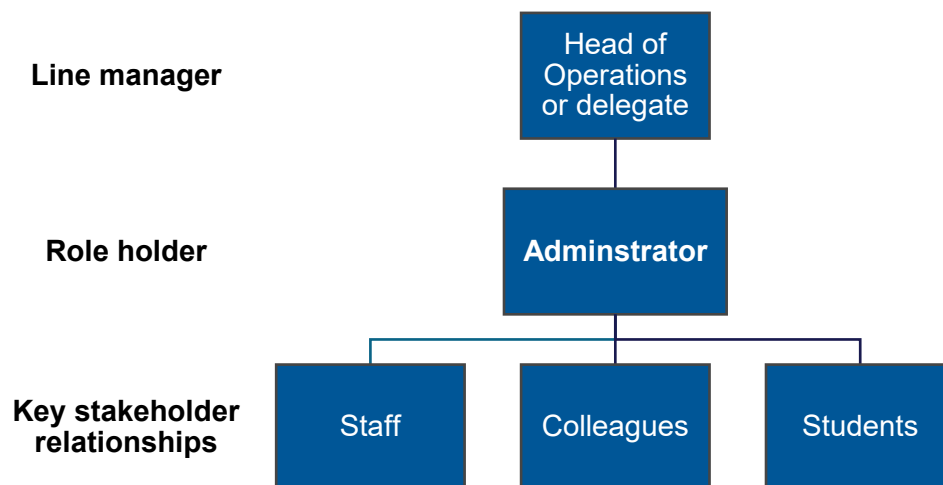 Line manager
Head of
Operations
or delegate
Role holder
Adminstrator
Key stakeholder
relationships
Staff
Colleagues
Students